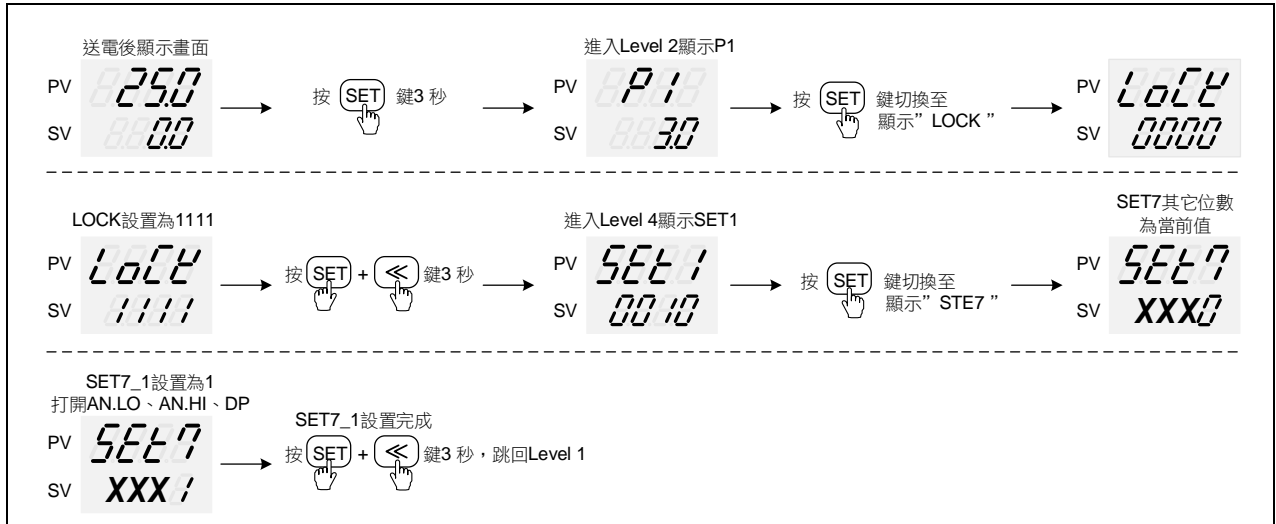 送電後顯示畫面
PV 25.0
SV 0.0
按 SET 鍵3 秒
進入Level 2顯示P1
PV P1
SV 3.0
按 SET 鍵切換至
顯示” LOCK ”
PV LoCK
SV 0000
LOCK設置為1111
PV LoCK
SV 1111
按 SET + ≪ 鍵3 秒
進入Level 4顯示SET1
PV SEt1
SV 0010
按 SET 鍵切換至
顯示” STE7 ”
SET7其它位數
為當前值
PV SEt7
SV XXX0
SET7_1設置為1
打開AN.LO、AN.HI、DP
PV SEt7
SV XXX1
SET7_1設置完成
按 SET + ≪ 鍵3 秒，跳回Level 1